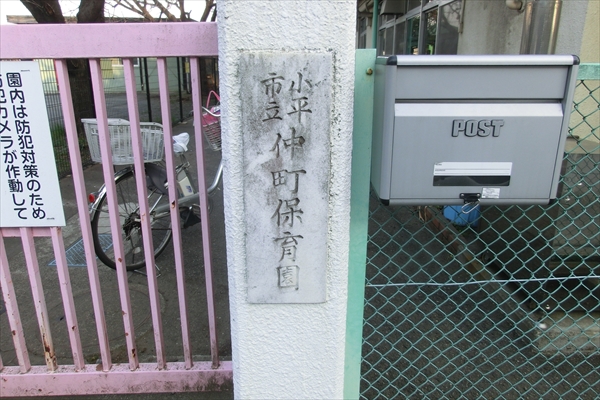 園内は防犯対策のため
防犯カメラが作動して
小平
市立
仲町保育園
POST